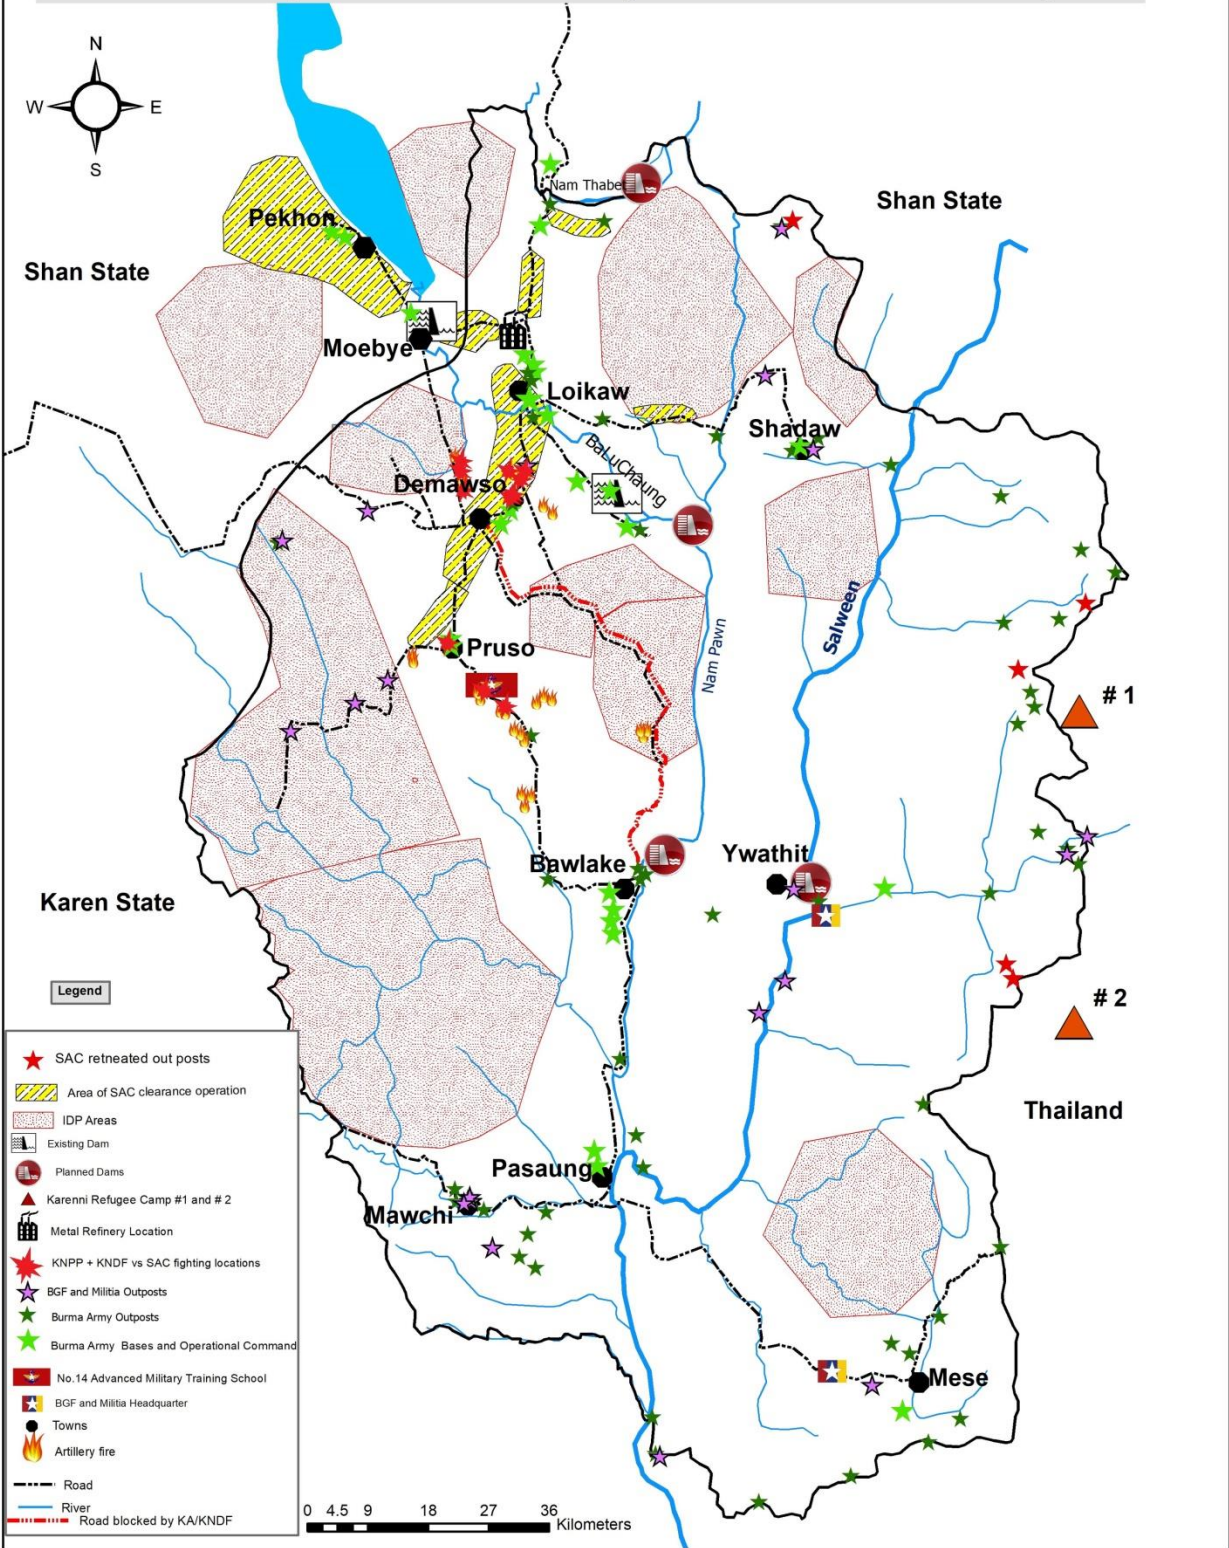 N
W E
S
Nam Thabet
Shan State
Pekhon
Shan State
Moebye
Loikaw
Shadaw
BaLuChaung
Demawso
Salween
Pruso
Nam Pawn
# 1
Ywathit
Bawlake
Karen State
Legend
# 2
SAC retneated out posts
Area of SAC clearance operation
IDP Areas
Existing Dam
Planned Dams
Karenni Refugee Camp #1 and # 2
Metal Refinery Location
KNPP + KNDF vs SAC fighting locations
BGF and Militia Outposts
Burma Army Outposts
Burma Army Bases and Operational Command
No.14 Advanced Military Training School
BGF and Militia Headquarter
Towns
Artillery fire
Road
River
Road blocked by KA/KNDF
Thailand
Pasaung
Mawchi
Mese
0 4.5 9 18 27 36
Kilometers